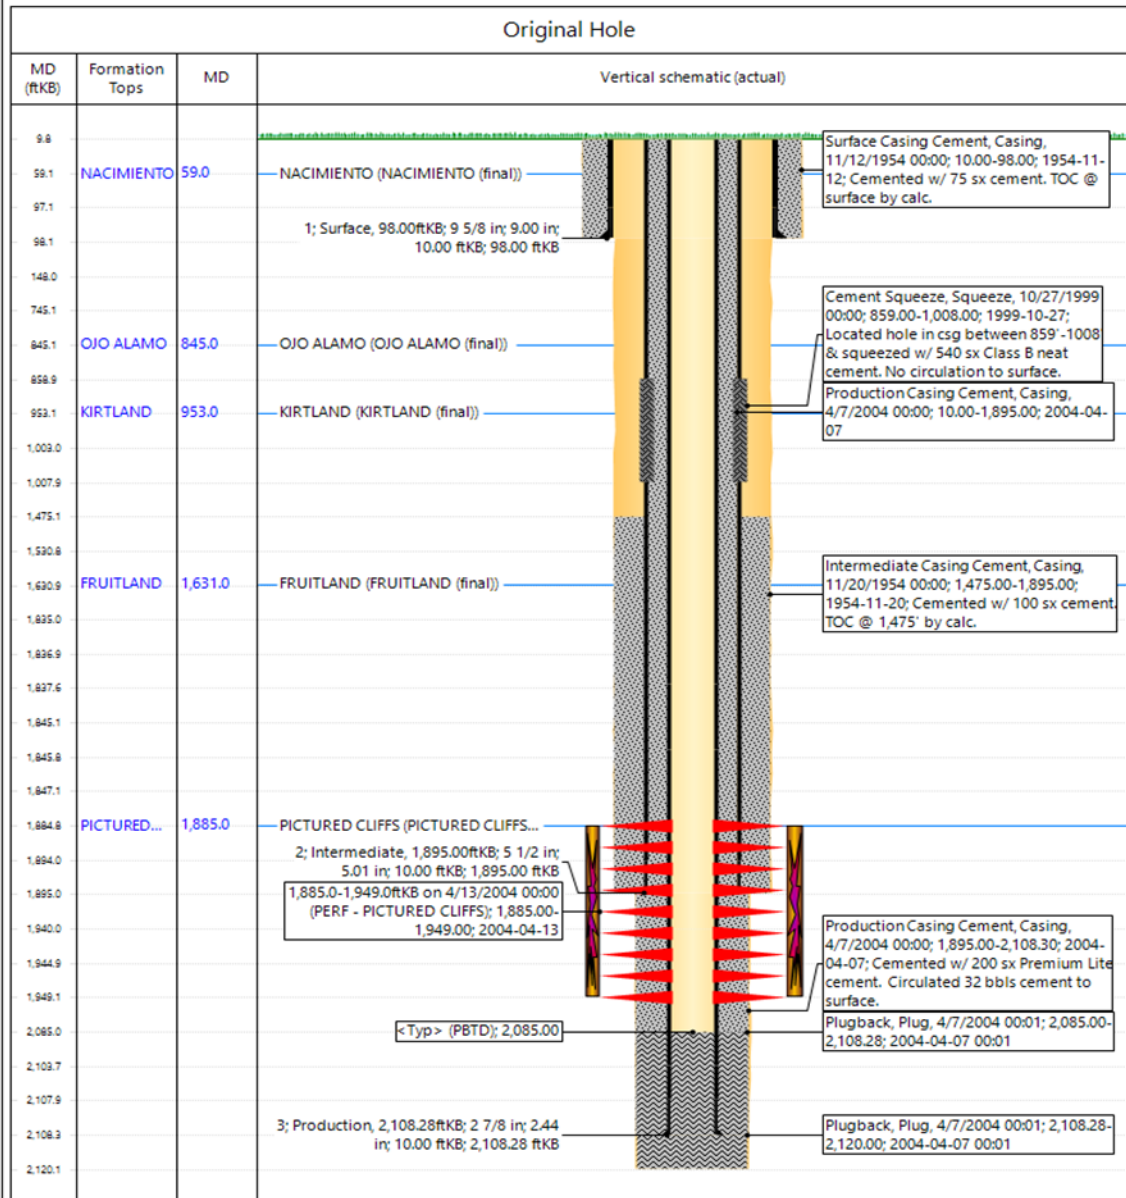 Original Hole
MD
(ftKB)
Formation
Tops
MD
Vertical schematic (actual)
9.8
Surface Casing Cement, Casing,
11/12/1954 00:00; 10.00-98.00; 1954-11-
12; Cemented w/ 75 sx cement. TOC @
surface by calc.
59.1
NACIMIENTO
59.0
NACIMIENTO (NACIMIENTO (final))
97.1
1; Surface, 98.00ftKB; 9 5/8 in; 9.00 in;
10.00 ftKB; 98.00 ftKB
98.1
148.0
745.1
Cement Squeeze, Squeeze, 10/27/1999
00:00; 859.00-1,008.00; 1999-10-27;
Located hole in csg between 859'-1008'
& squeezed w/ 540 sx Class B neat
cement. No circulation to surface.
845.1
OJO ALAMO
845.0
OJO ALAMO (OJO ALAMO (final))
858.9
Production Casing Cement, Casing,
4/7/2004 00:00; 10.00-1,895.00; 2004-04-
07
953.1
KIRTLAND
953.0
KIRTLAND (KIRTLAND (final))
1,003.0
1,007.9
1,475.1
1,530.8
Intermediate Casing Cement, Casing,
11/20/1954 00:00; 1,475.00-1,895.00;
1954-11-20; Cemented w/ 100 sx cement.
TOC @ 1,475' by calc.
1,630.9
FRUITLAND
1,631.0
FRUITLAND (FRUITLAND (final))
1,835.0
1,836.9
1,837.6
1,845.1
1,845.8
1,847.1
1,884.8
PICTURED...
1,885.0
PICTURED CLIFFS (PICTURED CLIFFS...
2; Intermediate, 1,895.00ftKB; 5 1/2 in;
5.01 in; 10.00 ftKB; 1,895.00 ftKB
1,894.0
1,895.0
1,885.0-1,949.0ftKB on 4/13/2004 00:00
(PERF - PICTURED CLIFFS); 1,885.00-
1,949.00; 2004-04-13
1,940.0
Production Casing Cement, Casing,
4/7/2004 00:00; 1,895.00-2,108.30; 2004-
04-07; Cemented w/ 200 sx Premium Lite
cement. Circulated 32 bbls cement to
surface.
1,944.9
1,949.1
<Typ> (PBTD); 2,085.00
2,085.0
Plugback, Plug, 4/7/2004 00:01; 2,085.00-
2,108.28; 2004-04-07 00:01
2,103.7
2,107.9
3; Production, 2,108.28ftKB; 2 7/8 in; 2.44
in; 10.00 ftKB; 2,108.28 ftKB
2,108.3
Plugback, Plug, 4/7/2004 00:01; 2,108.28-
2,120.00; 2004-04-07 00:01
2,120.1